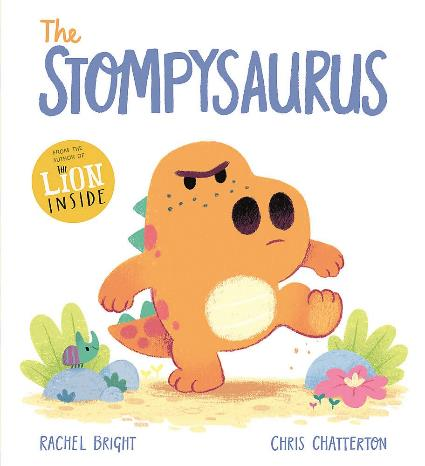 The
STOMPYSAURUS
FROM THE
AUTHOR OF
THE
LION
INSIDE
RACHEL BRIGHT
CHRIS CHATTERTON